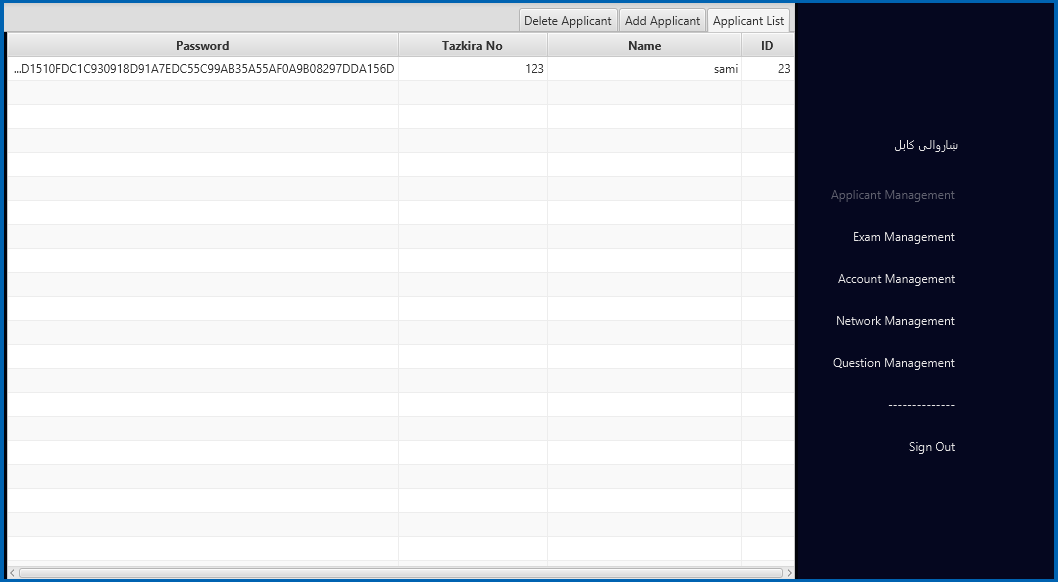 Delete Applicant Add Applicant Applicant List
Password Tazkira No Name ID
...D1510FDC1C930918D91A7EDC55C99AB35A55AF0A9B08297DDA156D 123 sami 23
ښاروالی کابل
Applicant Management
Exam Management
Account Management
Network Management
Question Management
--------------
Sign Out